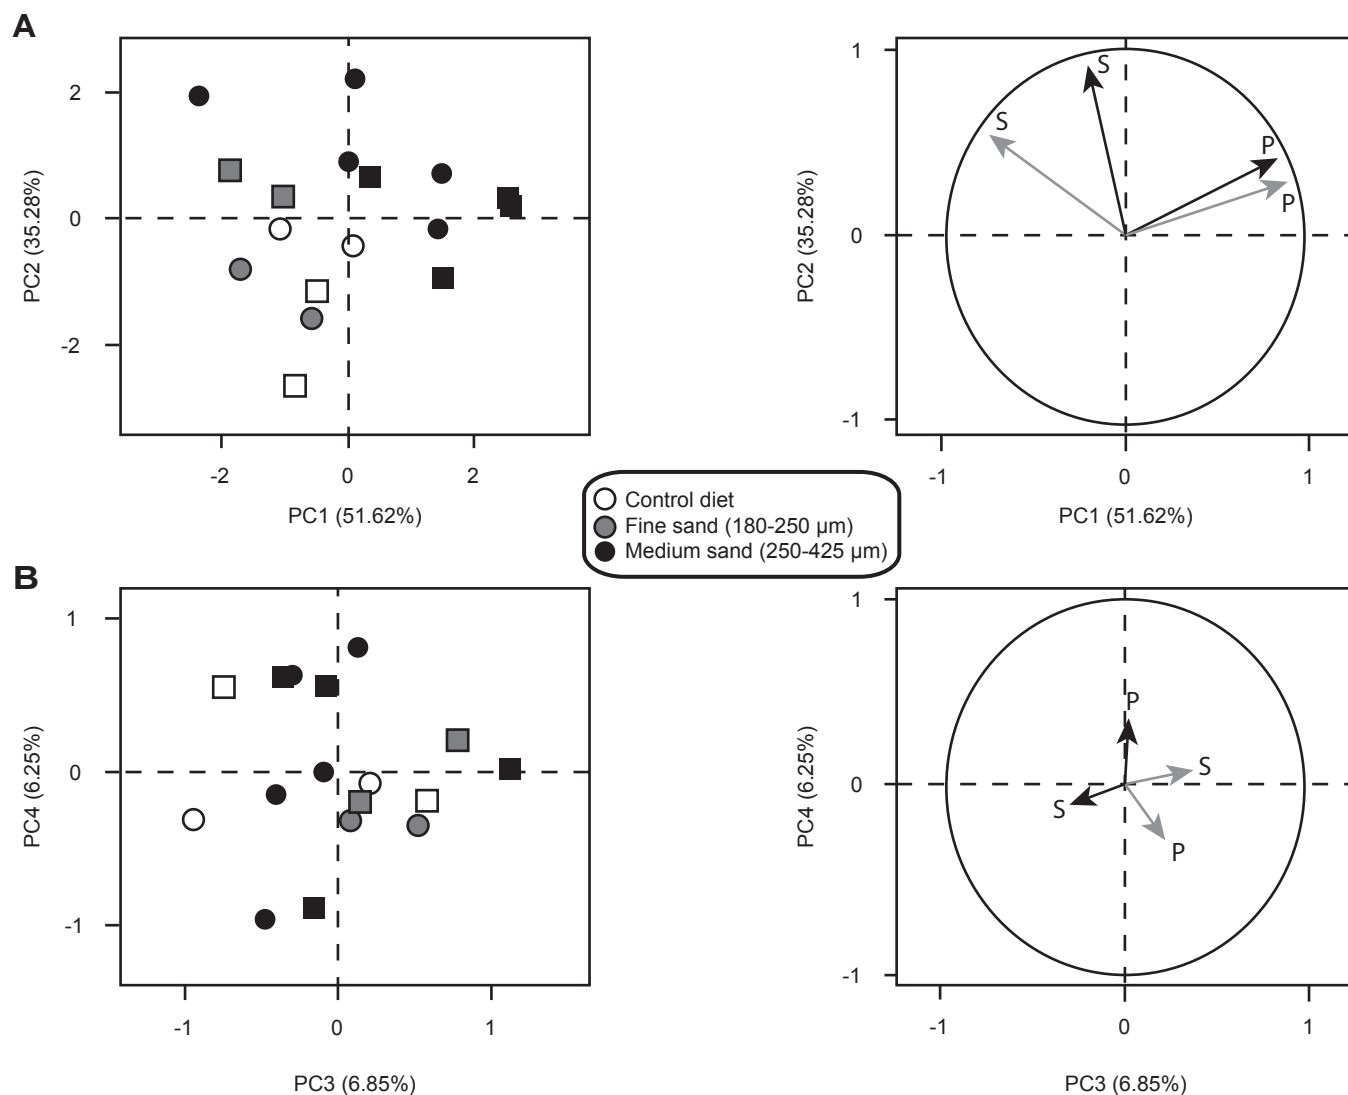 A
2
0
-2
PC2 (35.28%)
-2
0
2
PC1 (51.62%)
1
0
-1
PC2 (35.28%)
S
S
P
P
-1
0
1
PC1 (51.62%)
Control diet
Fine sand (180-250 µm)
Medium sand (250-425 µm)
B
1
0
-1
PC4 (6.25%)
-1
0
1
PC3 (6.85%)
1
0
-1
PC4 (6.25%)
P
S
S
P
-1
0
1
PC3 (6.85%)